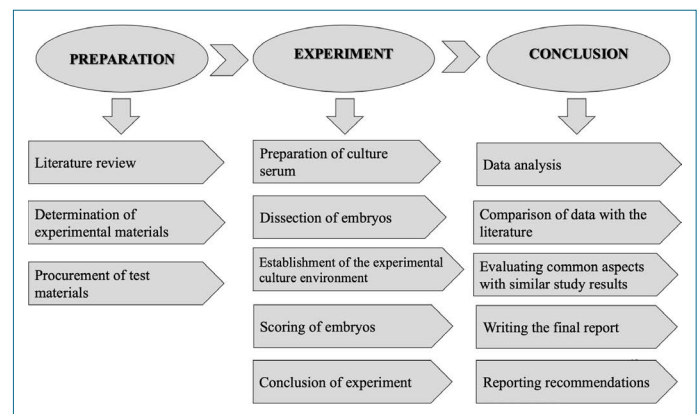 PREPARATION
EXPERIMENT
CONCLUSION
Literature review
Determination of
experimental materials
Procurement of test
materials
Preparation of culture
serum
Dissection of embryos
Establishment of the experimental
culture environment
Scoring of embryos
Conclusion of experiment
Data analysis
Comparison of data with the
literature
Evaluating common aspects
with similar study results
Writing the final report
Reporting recommendations